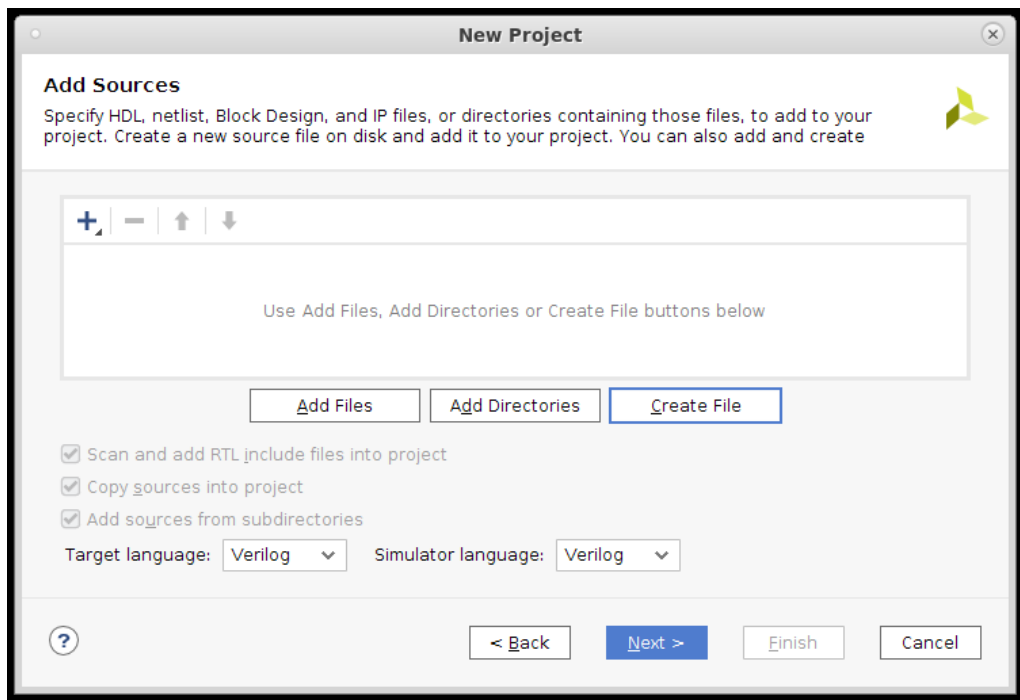 New Project
Add Sources
Specify HDL, netlist, Block Design, and IP files, or directories containing those files, to add to your
project. Create a new source file on disk and add it to your project. You can also add and create
Use Add Files, Add Directories or Create File buttons below
Add Files Add Directories Create File
Scan and add RTL include files into project
Copy sources into project
Add sources from subdirectories
Target language: Verilog Simulator language: Verilog
? < Back Next > Finish Cancel